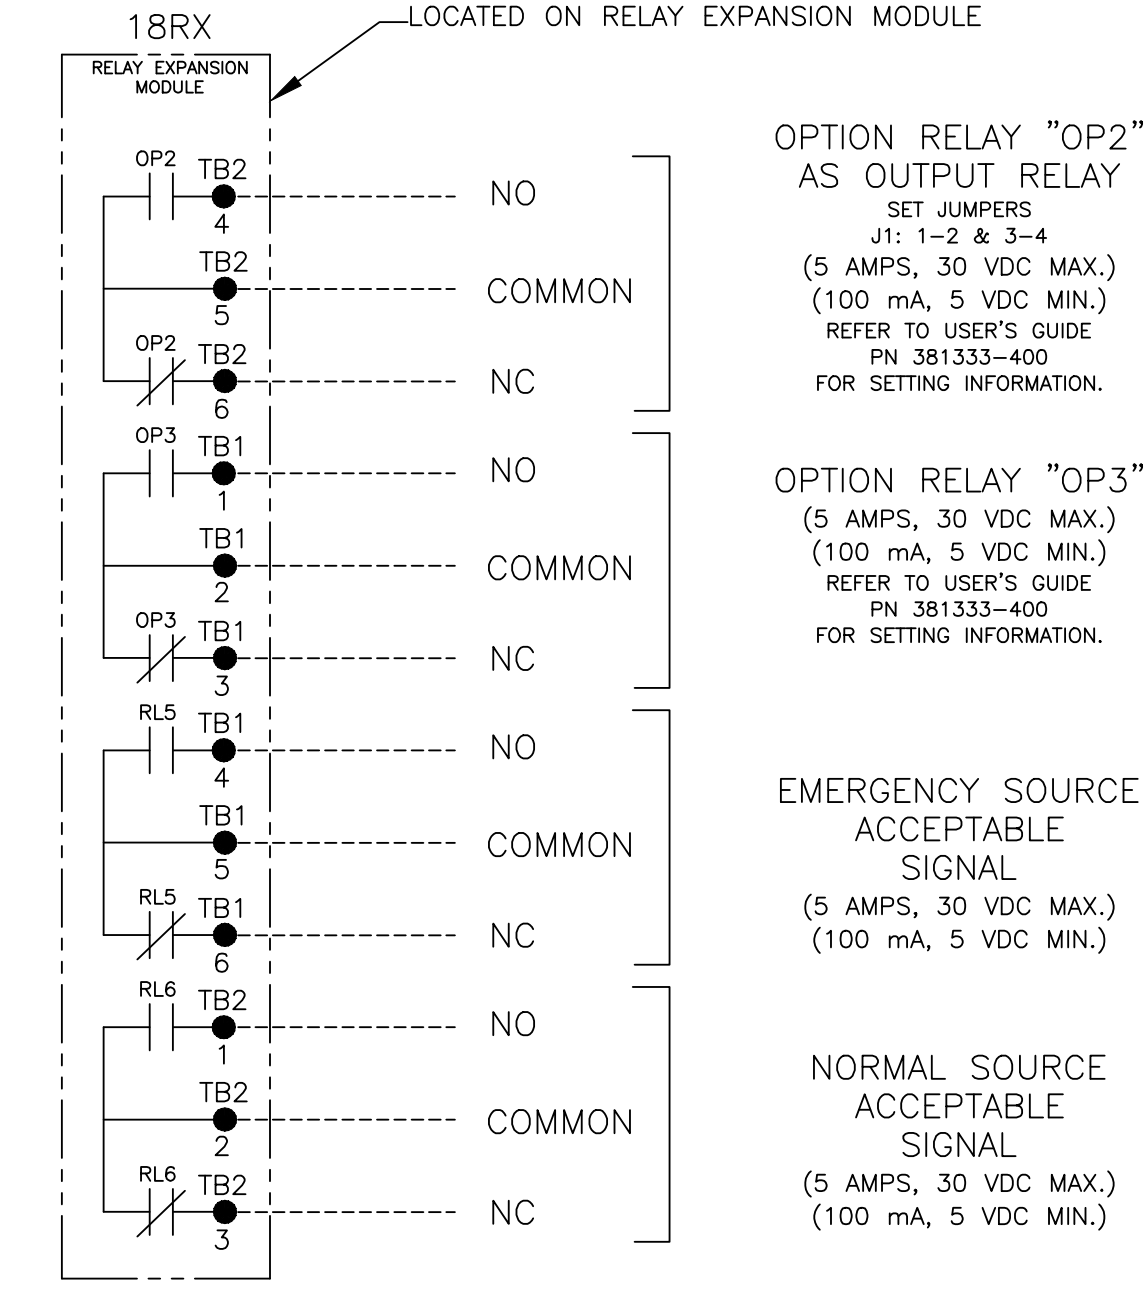 18RX
LOCATED ON RELAY EXPANSION MODULE
RELAY EXPANSION
MODULE
OP2 TB2
4
NO
TB2
5
COMMON
OP2 TB2
6
NC
OPTION RELAY "OP2"
AS OUTPUT RELAY
SET JUMPERS
J1: 1-2 & 3-4
(5 AMPS, 30 VDC MAX.)
(100 mA, 5 VDC MIN.)
REFER TO USER'S GUIDE
PN 381333-400
FOR SETTING INFORMATION.
OP3 TB1
1
NO
TB1
2
COMMON
OP3 TB1
3
NC
OPTION RELAY "OP3"
(5 AMPS, 30 VDC MAX.)
(100 mA, 5 VDC MIN.)
REFER TO USER'S GUIDE
PN 381333-400
FOR SETTING INFORMATION.
RL5 TB1
4
NO
TB1
5
COMMON
RL5 TB1
6
NC
EMERGENCY SOURCE
ACCEPTABLE
SIGNAL
(5 AMPS, 30 VDC MAX.)
(100 mA, 5 VDC MIN.)
RL6 TB2
1
NO
TB2
2
COMMON
RL6 TB2
3
NC
NORMAL SOURCE
ACCEPTABLE
SIGNAL
(5 AMPS, 30 VDC MAX.)
(100 mA, 5 VDC MIN.)